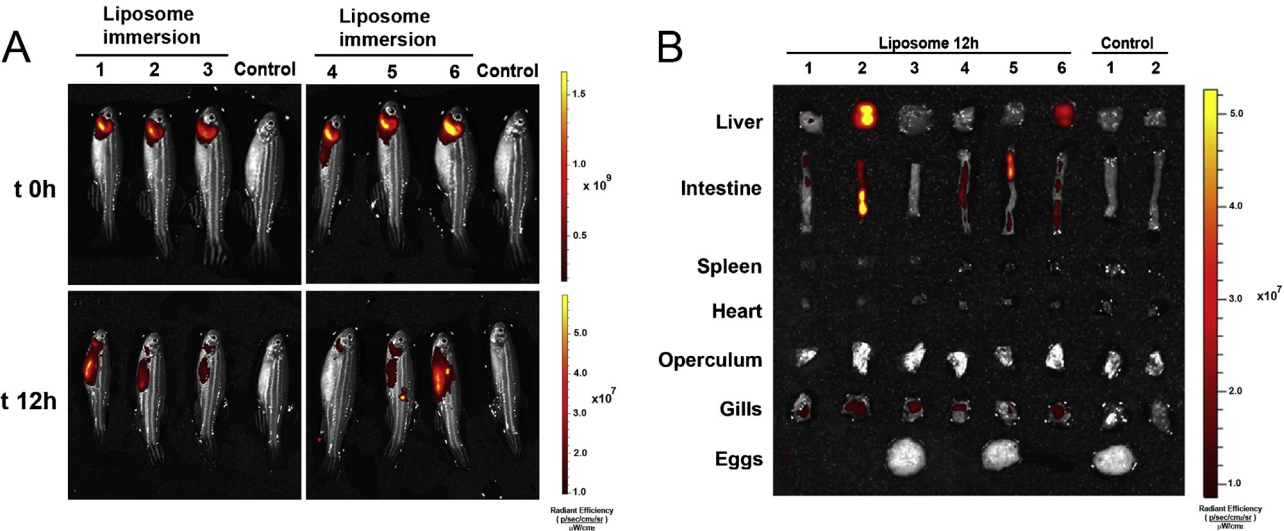 A
Liposome
immersion
Liposome
immersion
1 2 3 Control
4 5 6 Control
t 0h
t 12h
1.5
1.0
x 10⁹
0.5
5.0
4.0
x10⁷
3.0
2.0
1.0
Radiant Efficiency
( p/sec/cm₂/sr )
µW/cm₂
B
Liposome 12h Control
1 2 3 4 5 6 1 2
Liver
Intestine
Spleen
Heart
Operculum
Gills
Eggs
5.0
4.0
3.0 x10⁷
2.0
1.0
Radiant Efficiency
( p/sec/cm₂/sr )
µW/cm₂